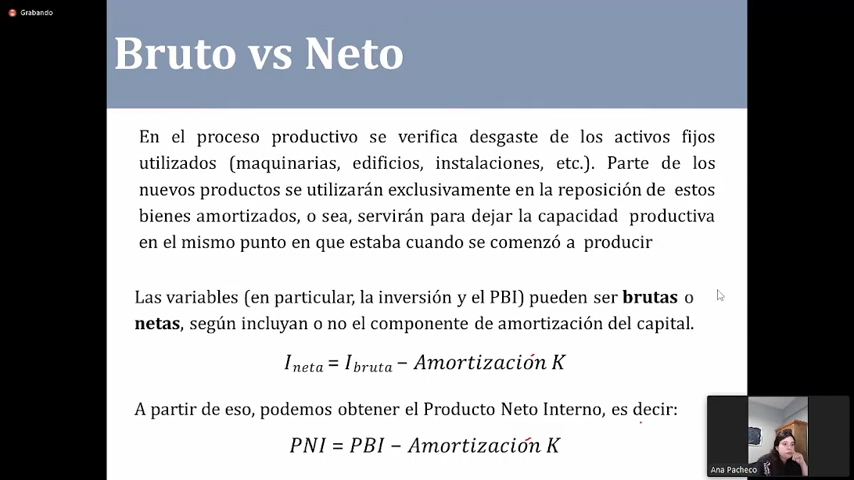 Grabando
Bruto vs Neto
En el proceso productivo se verifica desgaste de los activos fijos
utilizados (maquinarias, edificios, instalaciones, etc.). Parte de los
nuevos productos se utilizarán exclusivamente en la reposición de estos
bienes amortizados, o sea, servirán para dejar la capacidad productiva
en el mismo punto en que estaba cuando se comenzó a producir
Las variables (en particular, la inversión y el PBI) pueden ser brutas o
netas, según incluyan o no el componente de amortización del capital.
I neta = I bruta − Amortización K
A partir de eso, podemos obtener el Producto Neto Interno, es decir:
PNI = PBI − Amortización K
Ana Pacheco